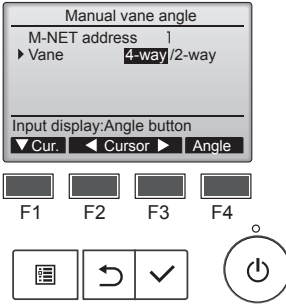 Manual vane angle
M-NET address 1
Vane 4-way/2-way
Input display:Angle button
▼ Cur. ◀ Cursor ▶ Angle
F1 F2 F3 F4